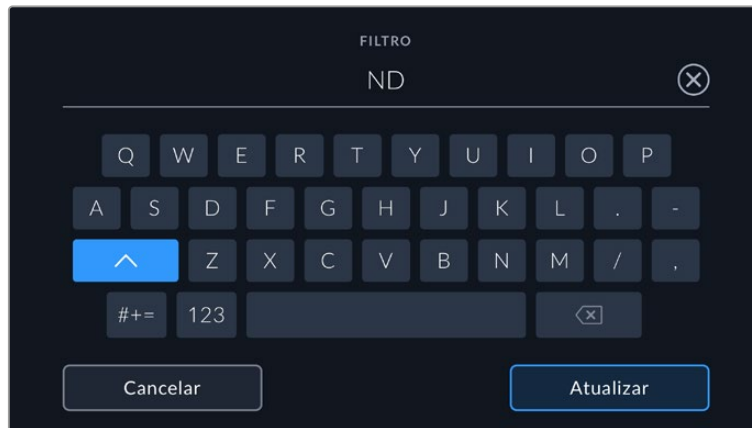 FILTRO
ND
Q W E R T Y U I O P
A S D F G H J K L . -
Z X C V B N M / ,
#+= 123
Cancelar Atualizar